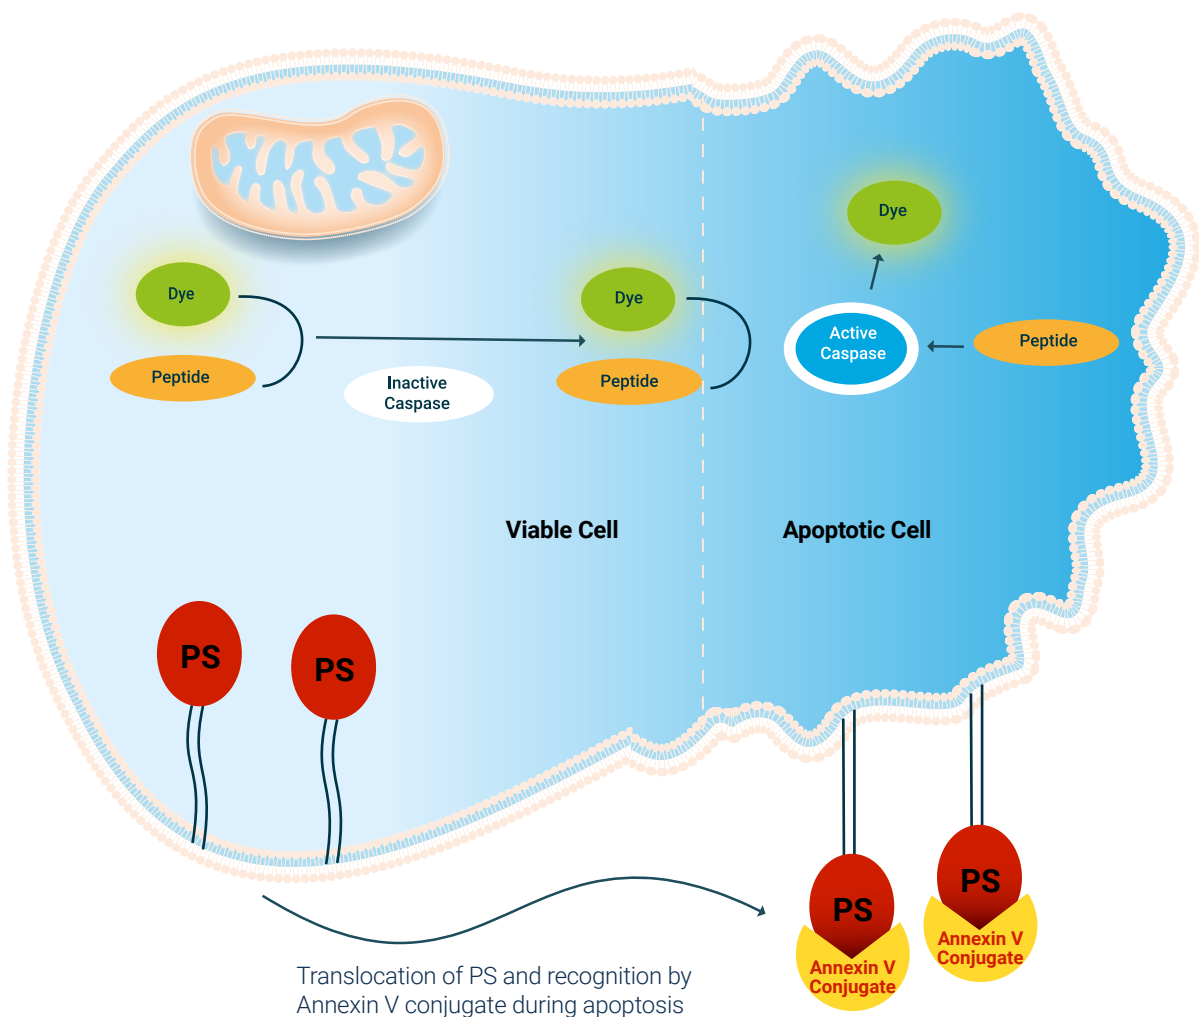 Dye
Dye
Dye
Peptide
Inactive
Caspase
Peptide
Active
Caspase
Peptide
Viable Cell
Apoptotic Cell
PS
PS
PS
Annexin V
Conjugate
PS
Annexin V
Conjugate
Translocation of PS and recognition by
Annexin V conjugate during apoptosis